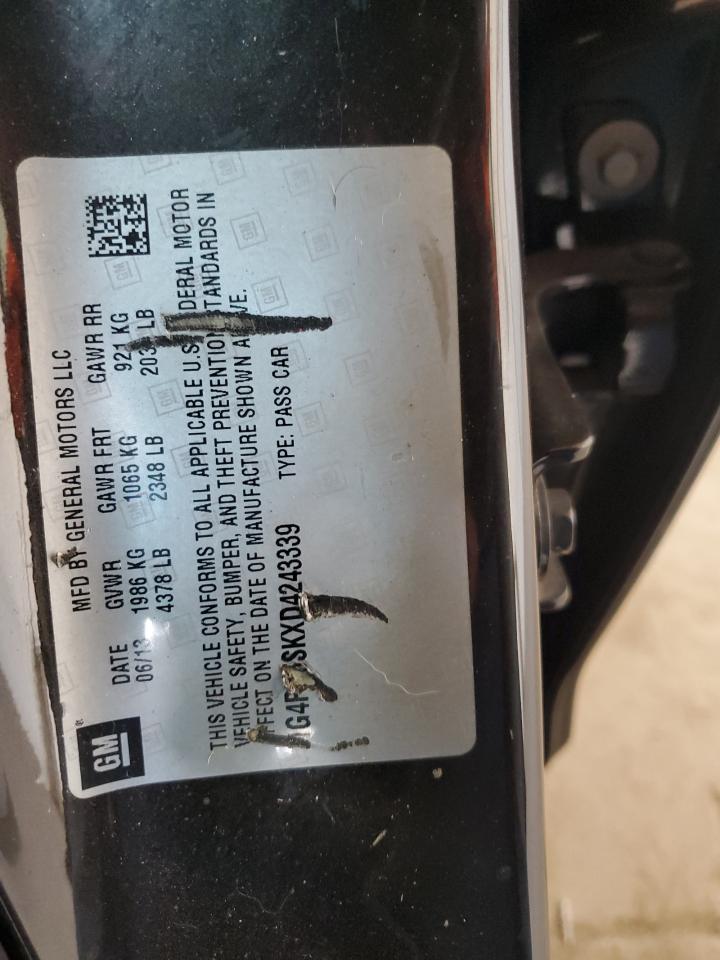 GM
MFD BY GENERAL MOTORS LLC
DATE GVWR GAWR FRT GAWR RR
06/13 1986 KG 1065 KG 921 KG
4378 LB 2348 LB LB
THIS VEHICLE CONFORMS TO ALL APPLICABLE U.S. MOTOR
VEHICLE SAFETY, BUMPER, AND THEFT PREVENTION STANDARDS IN
EFFECT ON THE DATE OF MANUFACTURE SHOWN ABOVE.
TYPE: PASS CAR